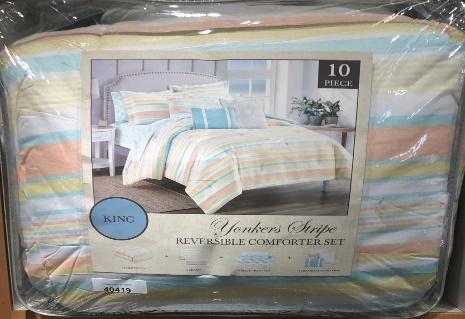 10
PIECE
KING
Yonkers Stripe
REVERSIBLE COMFORTER SET
+
+
+
40419